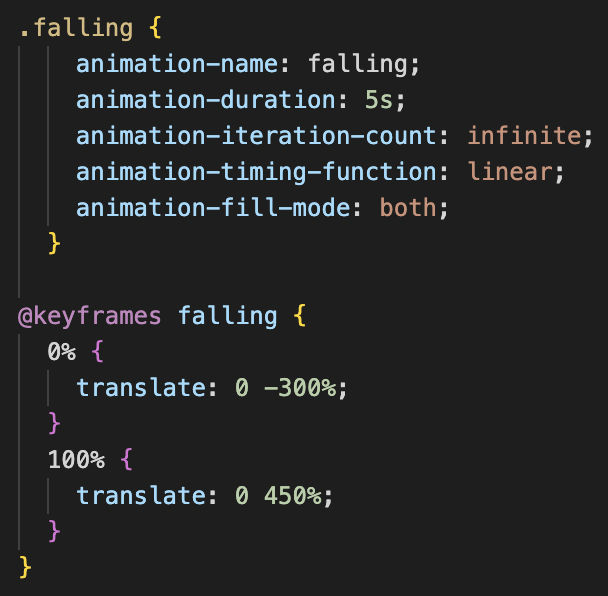 .falling {
    animation-name: falling;
    animation-duration: 5s;
    animation-iteration-count: infinite;
    animation-timing-function: linear;
    animation-fill-mode: both;
  }

@keyframes falling {
  0% {
    translate: 0 -300%;
  }
  100% {
    translate: 0 450%;
  }
}